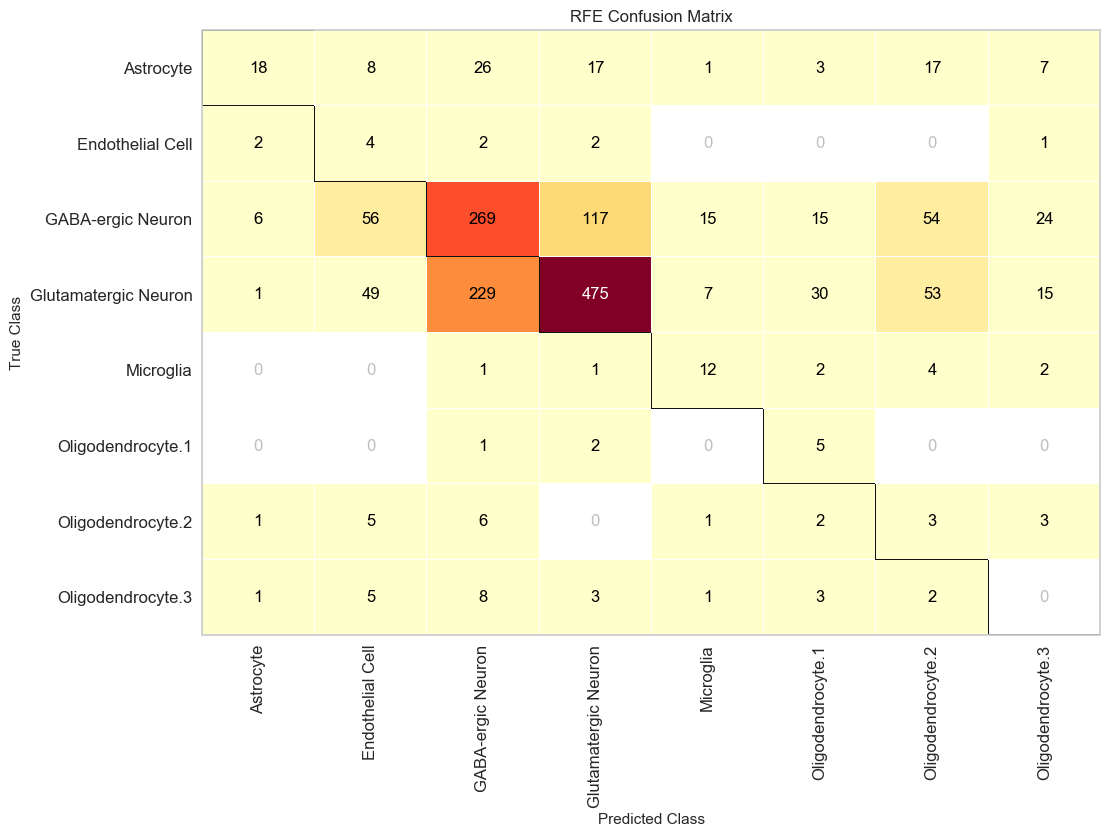 RFE Confusion Matrix
True Class
Astrocyte 18 8 26 17 1 3 17 7
Endothelial Cell 2 4 2 2 0 0 0 1
GABA-ergic Neuron 6 56 269 117 15 15 54 24
Glutamatergic Neuron 1 49 229 475 7 30 53 15
Microglia 0 0 1 1 12 2 4 2
Oligodendrocyte.1 0 0 1 2 0 5 0 0
Oligodendrocyte.2 1 5 6 0 1 2 3 3
Oligodendrocyte.3 1 5 8 3 1 3 2 0
Astrocyte
Endothelial Cell
GABA-ergic Neuron
Glutamatergic Neuron
Microglia
Oligodendrocyte.1
Oligodendrocyte.2
Oligodendrocyte.3
Predicted Class